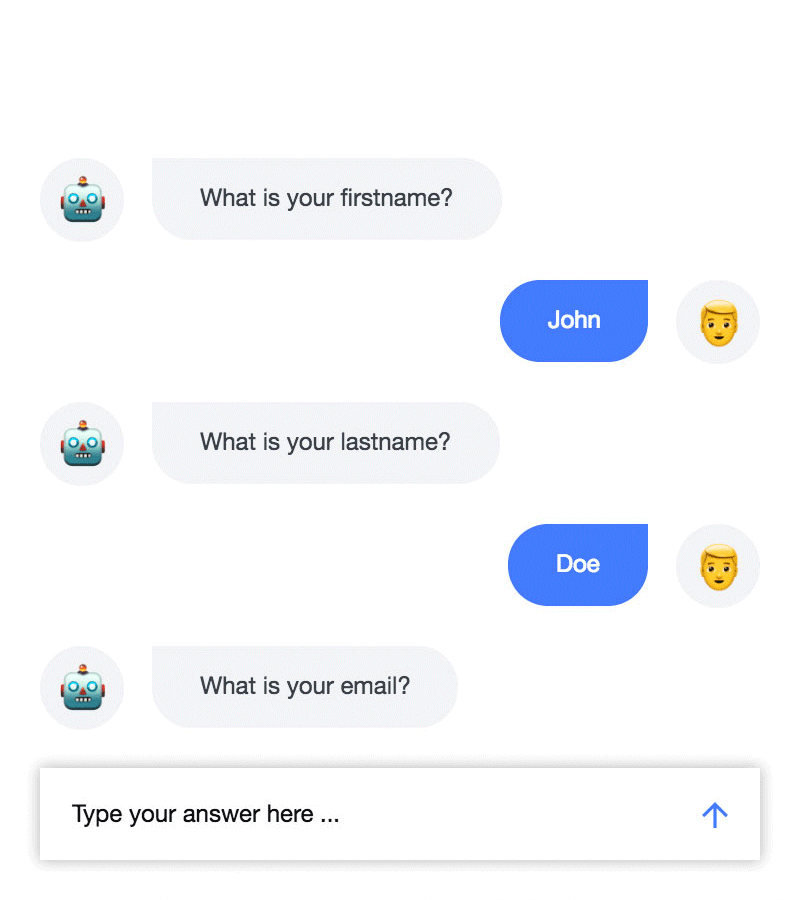 What is your firstname?
John
What is your lastname?
Doe
What is your email?
Type your answer here ...